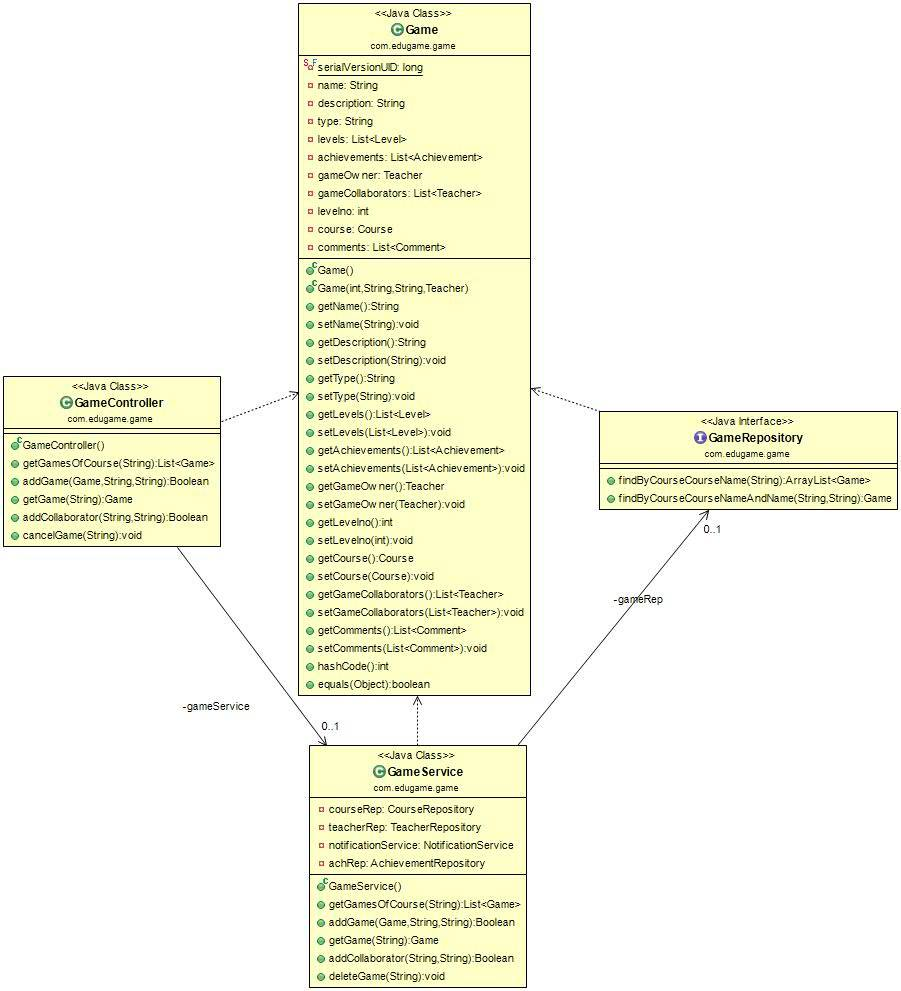 <<Java Class>>
Game
com.edugame.game
serialVersionUID: long
name: String
description: String
type: String
levels: List<Level>
achievements: List<Achievement>
gameOwner: Teacher
gameCollaborators: List<Teacher>
levelno: int
course: Course
comments: List<Comment>
Game()
Game(int,String,String,Teacher)
getName():String
setName(String):void
getDescription():String
setDescription(String):void
getType():String
setType(String):void
getLevels():List<Level>
setLevels(List<Level>):void
getAchievements():List<Achievement>
setAchievements(List<Achievement>):void
getGameOwner():Teacher
setGameOwner(Teacher):void
getLevelno():int
setLevelno(int):void
getCourse():Course
setCourse(Course):void
getGameCollaborators():List<Teacher>
setGameCollaborators(List<Teacher>):void
getComments():List<Comment>
setComments(List<Comment>):void
hashCode():int
equals(Object):boolean
<<Java Class>>
GameController
com.edugame.game
GameController()
getGamesOfCourse(String):List<Game>
addGame(Game,String,String):Boolean
getGame(String):Game
addCollaborator(String,String):Boolean
cancelGame(String):void
<<Java Interface>>
GameRepository
com.edugame.game
findByCourseCourseName(String):ArrayList<Game>
findByCourseCourseNameAndName(String,String):Game
0..1
-gameRep
-gameService
0..1
<<Java Class>>
GameService
com.edugame.game
courseRep: CourseRepository
teacherRep: TeacherRepository
notificationService: NotificationService
achRep: AchievementRepository
GameService()
getGamesOfCourse(String):List<Game>
addGame(Game,String,String):Boolean
getGame(String):Game
addCollaborator(String,String):Boolean
deleteGame(String):void